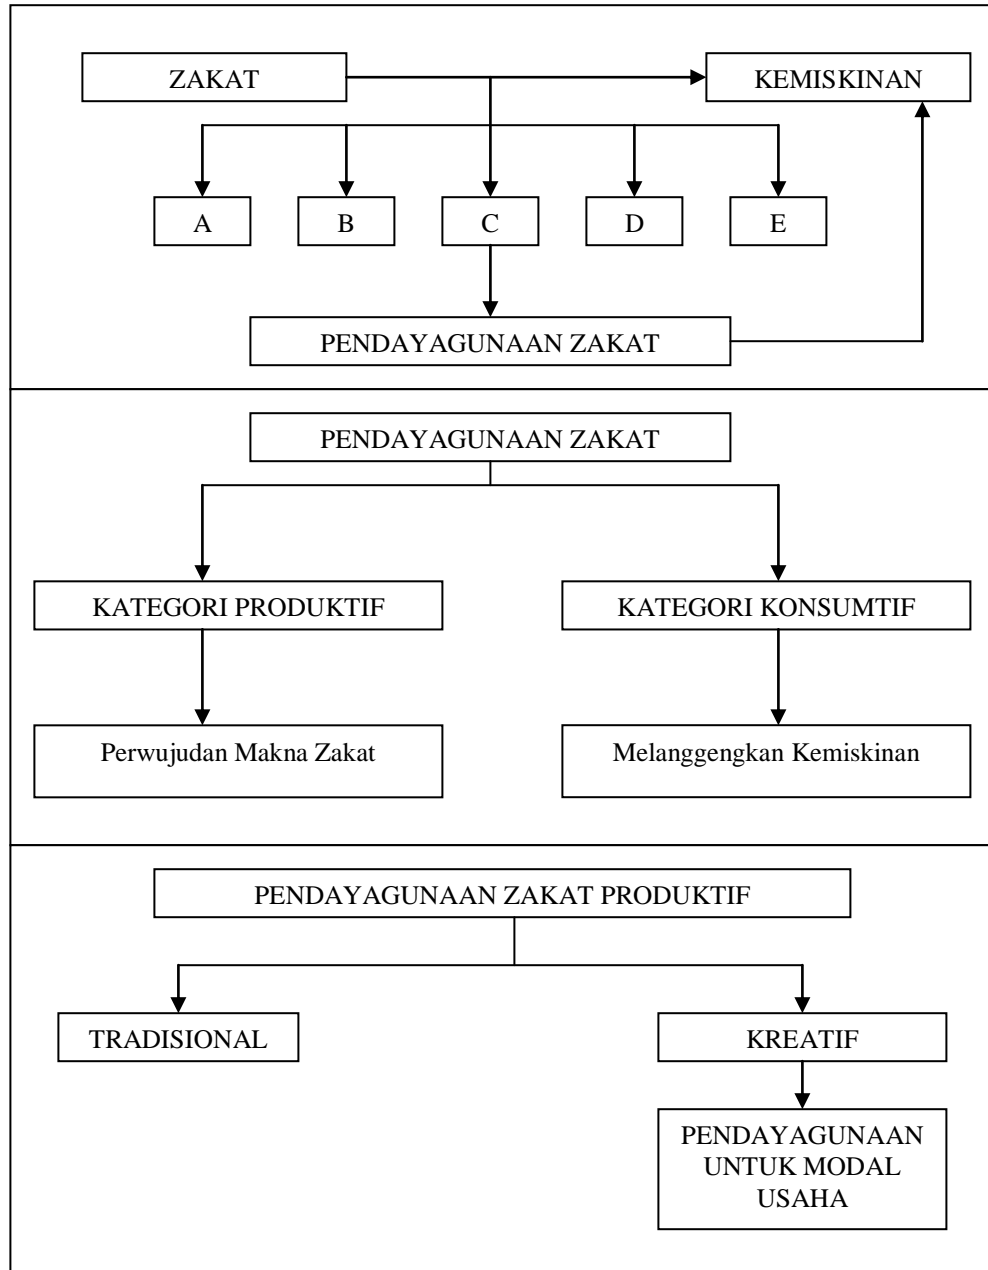 ZAKAT
KEMISKINAN
A
B
C
D
E
PENDAYAGUNAAN ZAKAT
PENDAYAGUNAAN ZAKAT
KATEGORI PRODUKTIF
KATEGORI KONSUMTIF
Perwujudan Makna Zakat
Melanggengkan Kemiskinan
PENDAYAGUNAAN ZAKAT PRODUKTIF
TRADISIONAL
KREATIF
PENDAYAGUNAAN
UNTUK MODAL
USAHA